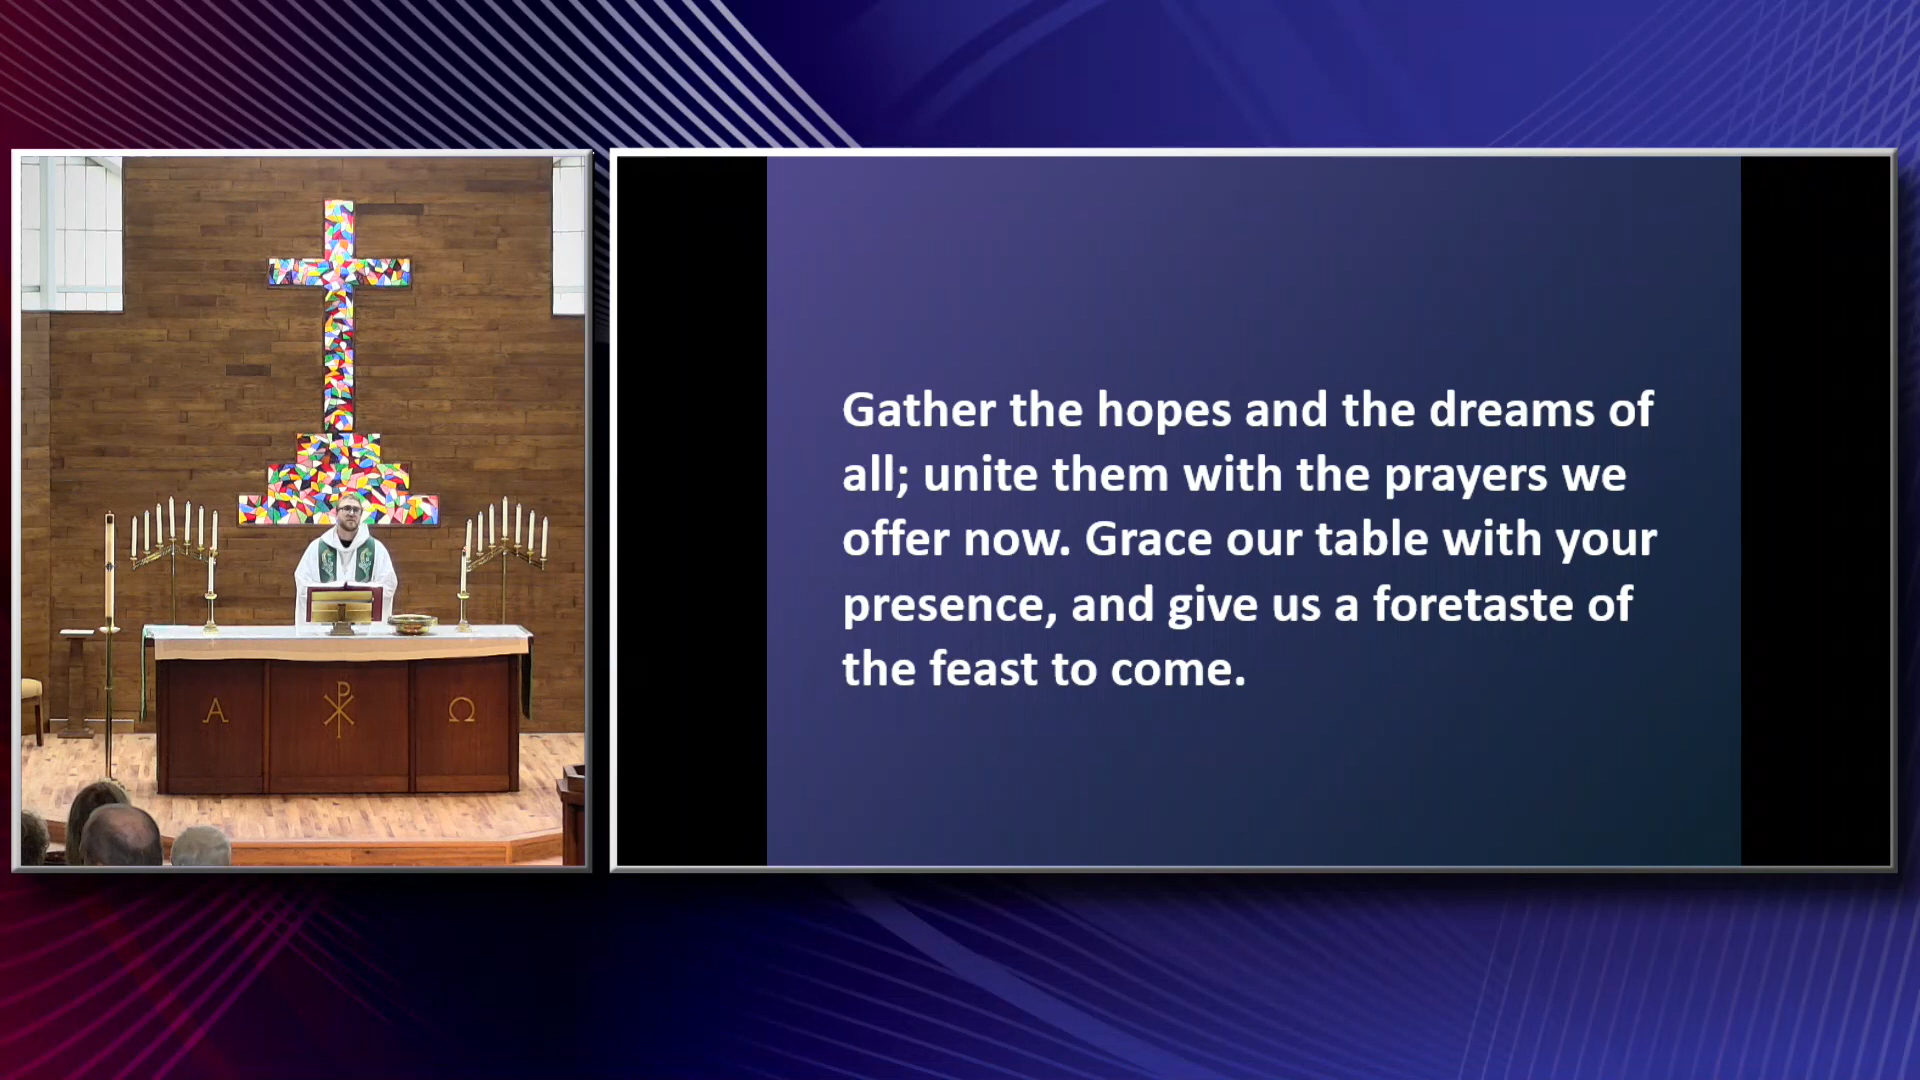 Gather the hopes and the dreams of
all; unite them with the prayers we
offer now. Grace our table with your
presence, and give us a foretaste of
the feast to come.
Α ☧ Ω